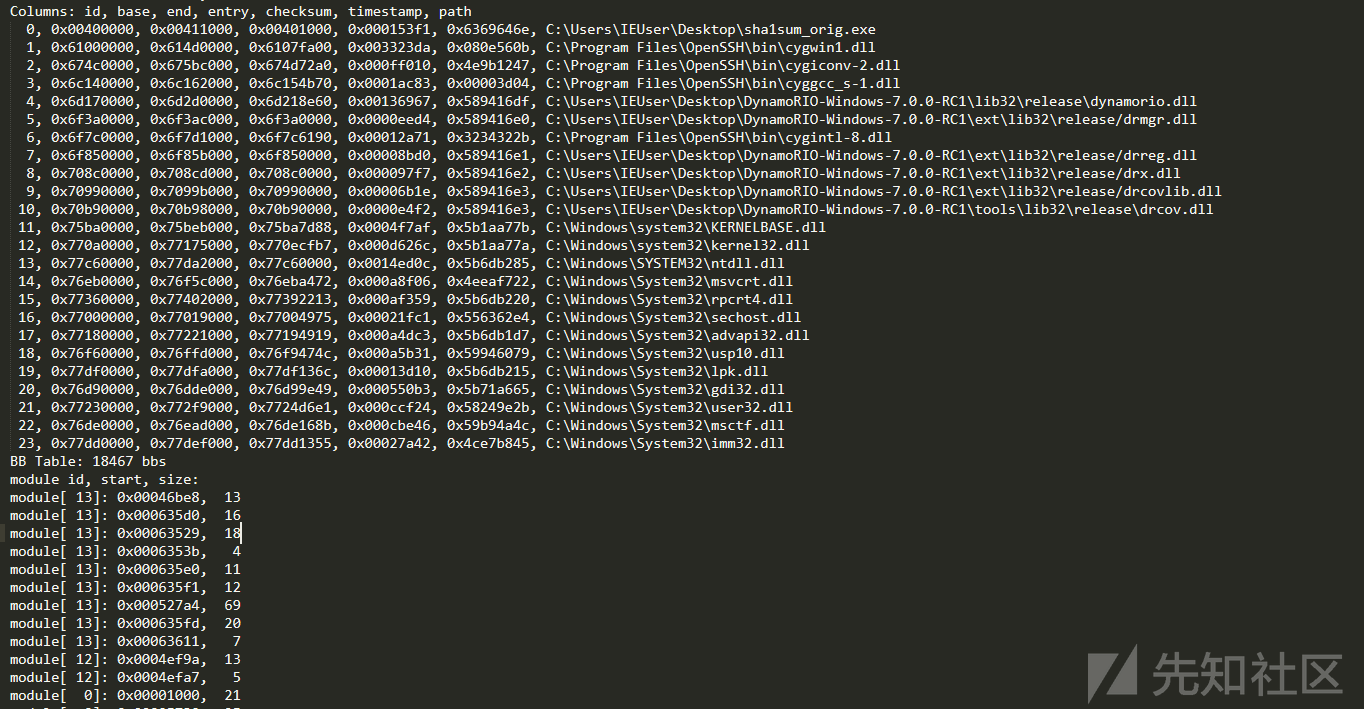 Columns: id, base, end, entry, checksum, timestamp, path
0, 0x00400000, 0x00411000, 0x00401000, 0x000153f1, 0x6369646e, C:\Users\IEUser\Desktop\sha1sum_orig.exe
1, 0x61000000, 0x614d0000, 0x6107fa00, 0x003323da, 0x080e560b, C:\Program Files\OpenSSH\bin\cygwin1.dll
2, 0x674c0000, 0x675bc000, 0x674d72a0, 0x000ff010, 0x4e9b1247, C:\Program Files\OpenSSH\bin\cygiconv-2.dll
3, 0x6c140000, 0x6c162000, 0x6c154b70, 0x0001ac83, 0x00003d04, C:\Program Files\OpenSSH\bin\cyggcc_s-1.dll
4, 0x6d170000, 0x6d2d0000, 0x6d218e60, 0x00136967, 0x589416df, C:\Users\IEUser\Desktop\DynamoRIO-Windows-7.0.0-RC1\lib32\release\dynamorio.dll
5, 0x6f3a0000, 0x6f3ac000, 0x6f3a0000, 0x0000eed4, 0x589416e0, C:\Users\IEUser\Desktop\DynamoRIO-Windows-7.0.0-RC1\ext\lib32\release/drmgr.dll
6, 0x6f7c0000, 0x6f7d1000, 0x6f7c6190, 0x00012a71, 0x3234322b, C:\Program Files\OpenSSH\bin\cygintl-8.dll
7, 0x6f850000, 0x6f85b000, 0x6f850000, 0x00008bd0, 0x589416e1, C:\Users\IEUser\Desktop\DynamoRIO-Windows-7.0.0-RC1\ext\lib32\release/drreg.dll
8, 0x708c0000, 0x708cd000, 0x708c0000, 0x000097f7, 0x589416e2, C:\Users\IEUser\Desktop\DynamoRIO-Windows-7.0.0-RC1\ext\lib32\release/drx.dll
9, 0x70990000, 0x7099b000, 0x70990000, 0x00006b1e, 0x589416e3, C:\Users\IEUser\Desktop\DynamoRIO-Windows-7.0.0-RC1\ext\lib32\release/drcovlib.dll
10, 0x70b90000, 0x70b98000, 0x70b90000, 0x0000e4f2, 0x589416e3, C:\Users\IEUser\Desktop\DynamoRIO-Windows-7.0.0-RC1\tools\lib32\release\drcov.dll
11, 0x75ba0000, 0x75beb000, 0x75ba7d88, 0x0004f7af, 0x5b1aa77b, C:\Windows\system32\KERNELBASE.dll
12, 0x770a0000, 0x77175000, 0x770ecfb7, 0x000d626c, 0x5b1aa77a, C:\Windows\system32\kernel32.dll
13, 0x77c60000, 0x77da2000, 0x77c60000, 0x0014ed0c, 0x5b6db285, C:\Windows\SYSTEM32\ntdll.dll
14, 0x76eb0000, 0x76f5c000, 0x76eba472, 0x000a8f06, 0x4eeaf722, C:\Windows\System32\msvcrt.dll
15, 0x77360000, 0x77402000, 0x77392213, 0x000af359, 0x5b6db220, C:\Windows\System32\rpcrt4.dll
16, 0x77000000, 0x77019000, 0x77004975, 0x00021fc1, 0x556362e4, C:\Windows\System32\sechost.dll
17, 0x77180000, 0x77221000, 0x77194919, 0x000a4dc3, 0x5b6db1d7, C:\Windows\System32\advapi32.dll
18, 0x76f60000, 0x76ffd000, 0x76f9474c, 0x000a5b31, 0x59946079, C:\Windows\System32\usp10.dll
19, 0x77df0000, 0x77dfa000, 0x77df136c, 0x00013d10, 0x5b6db215, C:\Windows\System32\lpk.dll
20, 0x76d90000, 0x76dde000, 0x76d99e49, 0x000550b3, 0x5b71a665, C:\Windows\System32\gdi32.dll
21, 0x77230000, 0x772f9000, 0x7724d6e1, 0x000ccf24, 0x58249e2b, C:\Windows\System32\user32.dll
22, 0x76de0000, 0x76ead000, 0x76de168b, 0x000cbe46, 0x59b94a4c, C:\Windows\System32\msctf.dll
23, 0x77dd0000, 0x77def000, 0x77dd1355, 0x00027a42, 0x4ce7b845, C:\Windows\System32\imm32.dll
BB Table: 18467 bbs
module id, start, size:
module[ 13]: 0x00046be8, 13
module[ 13]: 0x000635d0, 16
module[ 13]: 0x00063529, 18
module[ 13]: 0x0006353b, 4
module[ 13]: 0x000635e0, 11
module[ 13]: 0x000635f1, 12
module[ 13]: 0x000527a4, 69
module[ 13]: 0x000635fd, 20
module[ 13]: 0x00063611, 7
module[ 12]: 0x0004ef9a, 13
module[ 12]: 0x0004efa7, 5
module[ 0]: 0x00001000, 21
先知社区